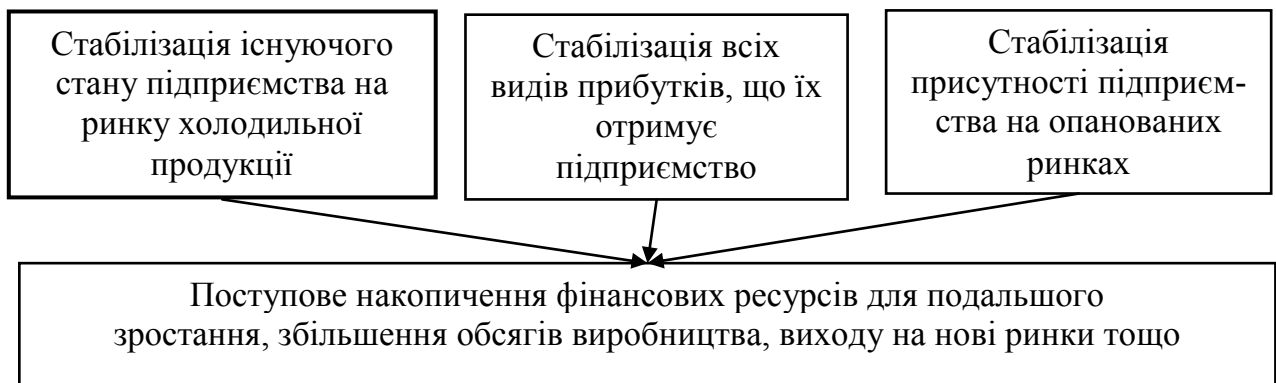 Стабілізація існуючого
стану підприємства на
ринку холодильної
продукції
Стабілізація всіх
видів прибутків, що їх
отримує
підприємство
Стабілізація
присутності підприєм-
ства на опанованих
ринках
Поступове накопичення фінансових ресурсів для подальшого
зростання, збільшення обсягів виробництва, виходу на нові ринки тощо